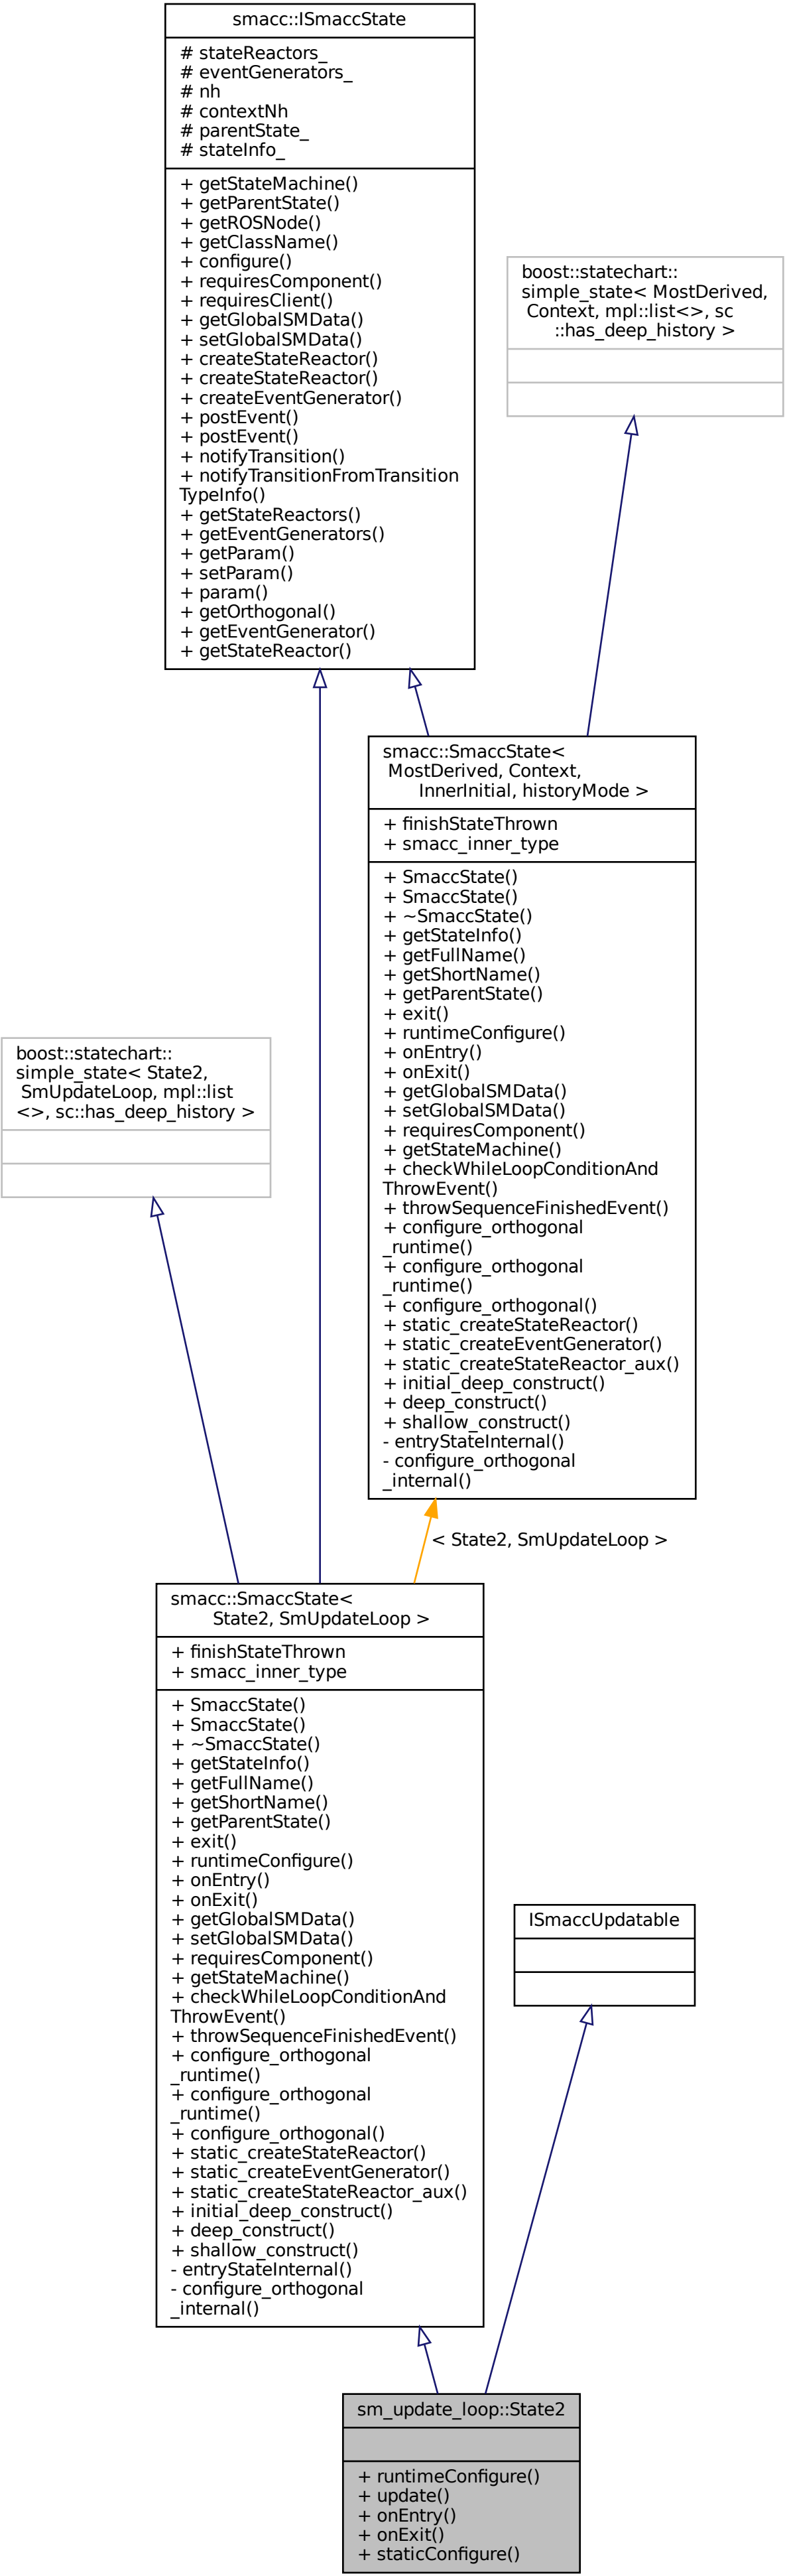 smacc::ISmaccState
# stateReactors_
# eventGenerators_
# nh
# contextNh
# parentState_
# stateInfo_
+ getStateMachine()
+ getParentState()
+ getROSNode()
+ getClassName()
+ configure()
+ requiresComponent()
+ requiresClient()
+ getGlobalSMData()
+ setGlobalSMData()
+ createStateReactor()
+ createStateReactor()
+ createEventGenerator()
+ postEvent()
+ postEvent()
+ notifyTransition()
+ notifyTransitionFromTransition
TypeInfo()
+ getStateReactors()
+ getEventGenerators()
+ getParam()
+ setParam()
+ param()
+ getOrthogonal()
+ getEventGenerator()
+ getStateReactor()
boost::statechart::
simple_state< MostDerived,
Context, mpl::list<>, sc
::has_deep_history >
smacc::SmaccState<
MostDerived, Context,
InnerInitial, historyMode >
+ finishStateThrown
+ smacc_inner_type
+ SmaccState()
+ SmaccState()
+ ~SmaccState()
+ getStateInfo()
+ getFullName()
+ getShortName()
+ getParentState()
+ exit()
+ runtimeConfigure()
+ onEntry()
+ onExit()
+ getGlobalSMData()
+ setGlobalSMData()
+ requiresComponent()
+ getStateMachine()
+ checkWhileLoopConditionAnd
ThrowEvent()
+ throwSequenceFinishedEvent()
+ configure_orthogonal
_runtime()
+ configure_orthogonal
_runtime()
+ configure_orthogonal()
+ static_createStateReactor()
+ static_createEventGenerator()
+ static_createStateReactor_aux()
+ initial_deep_construct()
+ deep_construct()
+ shallow_construct()
- entryStateInternal()
- configure_orthogonal
_internal()
boost::statechart::
simple_state< State2,
SmUpdateLoop, mpl::list
<>, sc::has_deep_history >
< State2, SmUpdateLoop >
smacc::SmaccState<
State2, SmUpdateLoop >
+ finishStateThrown
+ smacc_inner_type
+ SmaccState()
+ SmaccState()
+ ~SmaccState()
+ getStateInfo()
+ getFullName()
+ getShortName()
+ getParentState()
+ exit()
+ runtimeConfigure()
+ onEntry()
+ onExit()
+ getGlobalSMData()
+ setGlobalSMData()
+ requiresComponent()
+ getStateMachine()
+ checkWhileLoopConditionAnd
ThrowEvent()
+ throwSequenceFinishedEvent()
+ configure_orthogonal
_runtime()
+ configure_orthogonal
_runtime()
+ configure_orthogonal()
+ static_createStateReactor()
+ static_createEventGenerator()
+ static_createStateReactor_aux()
+ initial_deep_construct()
+ deep_construct()
+ shallow_construct()
- entryStateInternal()
- configure_orthogonal
_internal()
ISmaccUpdatable
sm_update_loop::State2
+ runtimeConfigure()
+ update()
+ onEntry()
+ onExit()
+ staticConfigure()